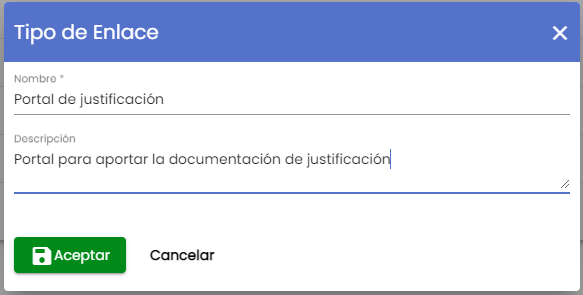 Tipo de Enlace
Nombre *
Portal de justificación
Descripción
Portal para aportar la documentación de justificación
Aceptar Cancelar